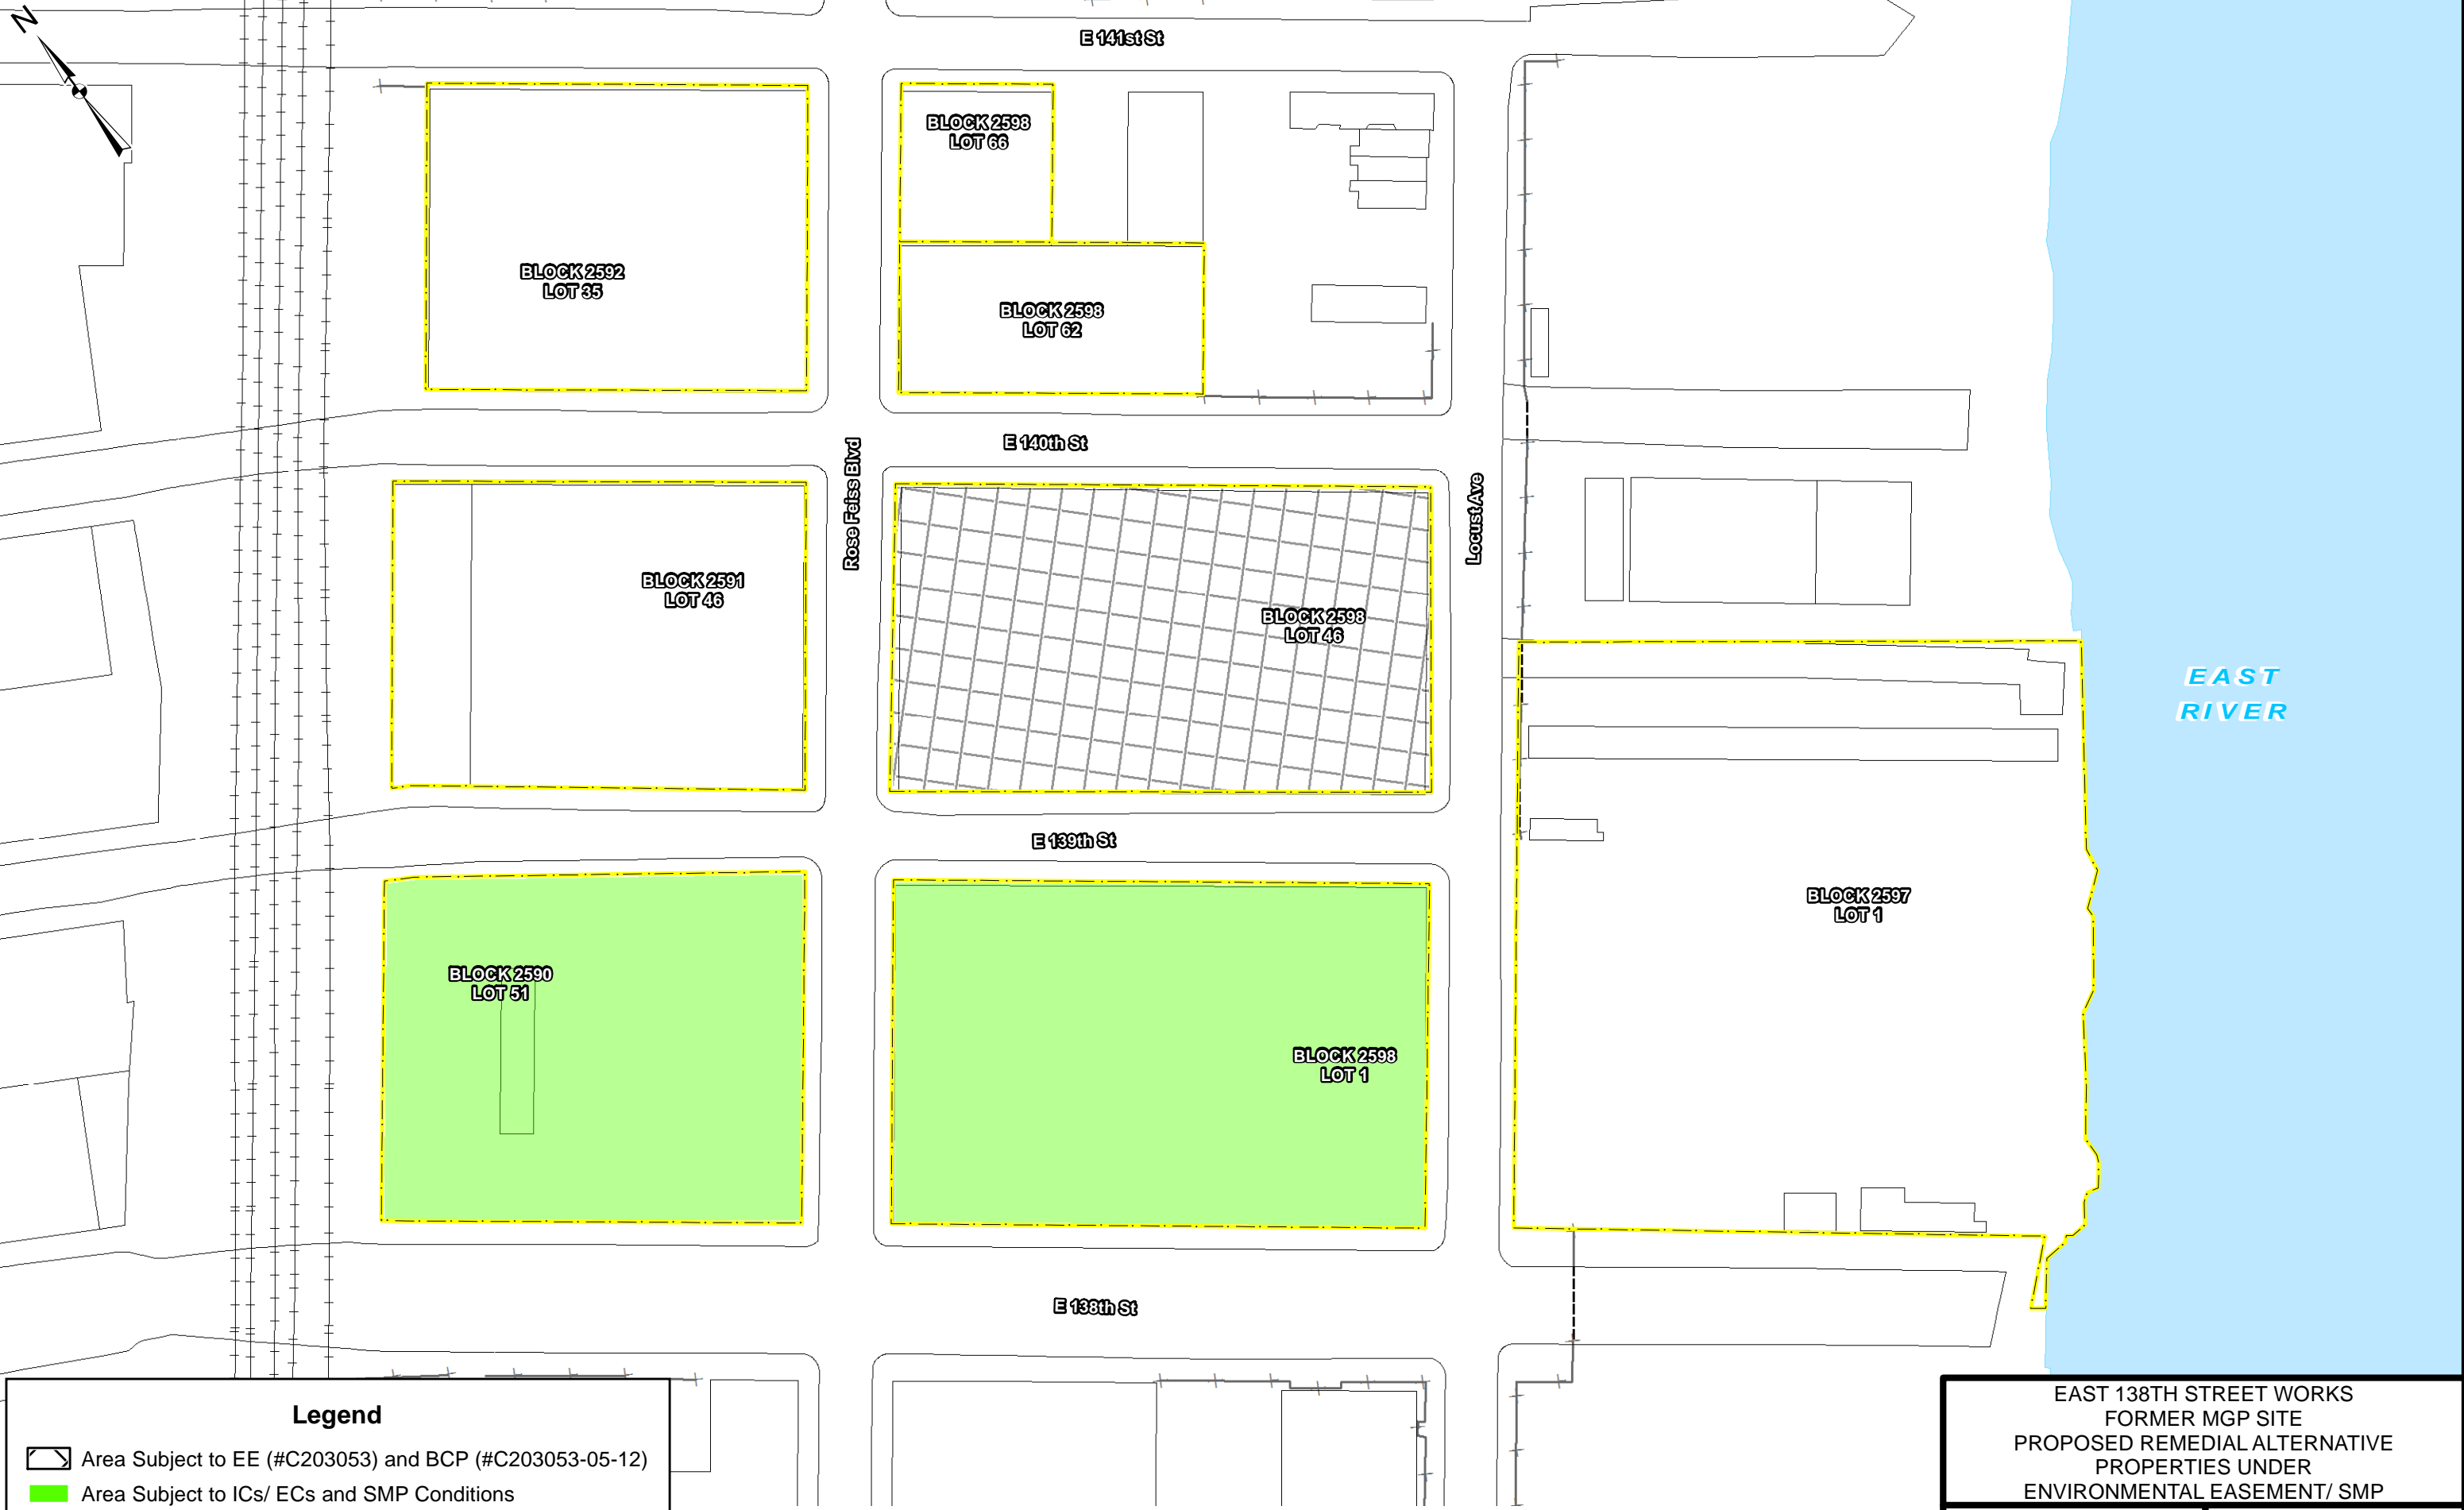 N
E 141st St
BLOCK 2598
LOT 66
BLOCK 2592
LOT 35
BLOCK 2598
LOT 62
E 140th St
Rose Feiss Blvd
Locust Ave
BLOCK 2591
LOT 46
BLOCK 2598
LOT 46
EAST
RIVER
E 139th St
BLOCK 2597
LOT 1
BLOCK 2590
LOT 51
BLOCK 2598
LOT 1
E 138th St
Legend
Area Subject to EE (#C203053) and BCP (#C203053-05-12)
Area Subject to ICs/ ECs and SMP Conditions
EAST 138TH STREET WORKS
FORMER MGP SITE
PROPOSED REMEDIAL ALTERNATIVE
PROPERTIES UNDER
ENVIRONMENTAL EASEMENT/ SMP